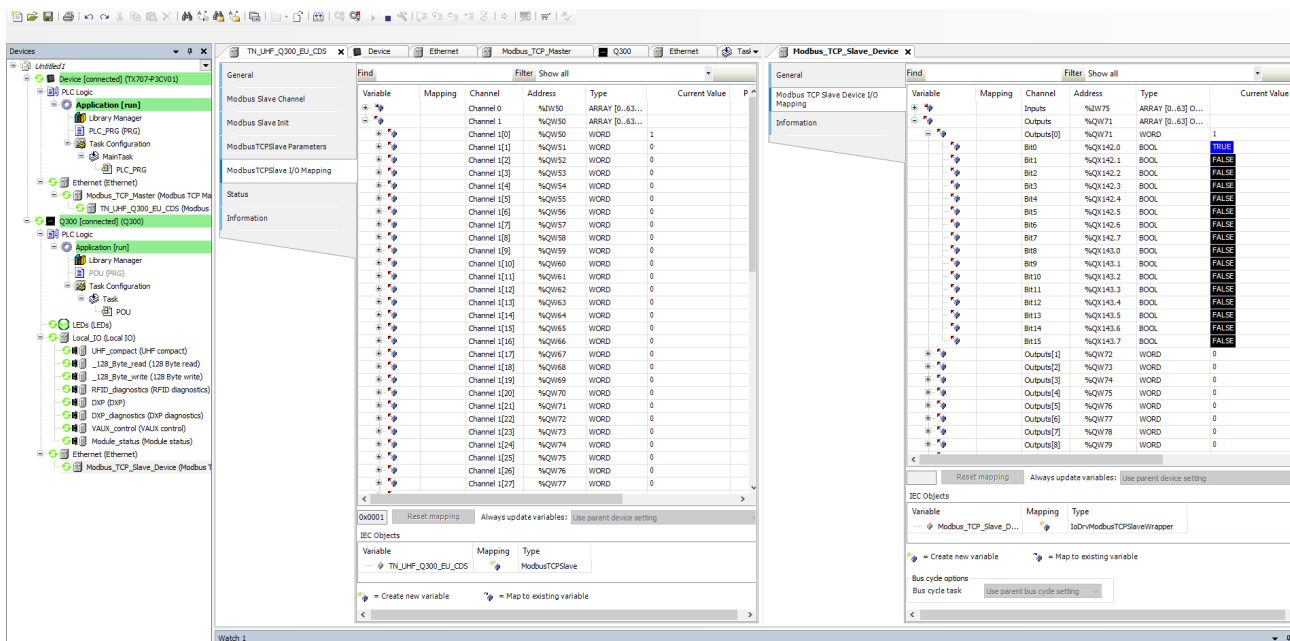 Devices
Untitled1
Device [connected] (TX707-P3CV01)
PLC Logic
Application [run]
Library Manager
PLC_PRG (PRG)
Task Configuration
MainTask
PLC_PRG
Ethernet (Ethernet)
Modbus_TCP_Master (Modbus TCP Ma
TN_UHF_Q300_EU_CDS (Modbus
Q300 [connected] (Q300)
PLC Logic
Application [run]
Library Manager
POU (PRG)
Task Configuration
Task
POU
LEDs (LEDs)
Local_IO (Local IO)
UHF_compact (UHF compact)
_128_Byte_read (128 Byte read)
_128_Byte_write (128 Byte write)
RFID_diagnostics (RFID diagnostics)
DXP (DXP)
DXP_diagnostics (DXP diagnostics)
VAUX_control (VAUX control)
Module_status (Module status)
Ethernet (Ethernet)
Modbus_TCP_Slave_Device (Modbus T
TN_UHF_Q300_EU_CDS Device Ethernet Modbus_TCP_Master Q300 Ethernet Task
General
Modbus Slave Channel
Modbus Slave Init
ModbusTCPSlave Parameters
ModbusTCPSlave I/O Mapping
Status
Information
Find Filter Show all
Variable Mapping Channel Address Type Current Value P
Channel 0 %IW50 ARRAY [0..63...
Channel 1 %QW50 ARRAY [0..63...
Channel 1[0] %QW50 WORD 1
Channel 1[1] %QW51 WORD 0
Channel 1[2] %QW52 WORD 0
Channel 1[3] %QW53 WORD 0
Channel 1[4] %QW54 WORD 0
Channel 1[5] %QW55 WORD 0
Channel 1[6] %QW56 WORD 0
Channel 1[7] %QW57 WORD 0
Channel 1[8] %QW58 WORD 0
Channel 1[9] %QW59 WORD 0
Channel 1[10] %QW60 WORD 0
Channel 1[11] %QW61 WORD 0
Channel 1[12] %QW62 WORD 0
Channel 1[13] %QW63 WORD 0
Channel 1[14] %QW64 WORD 0
Channel 1[15] %QW65 WORD 0
Channel 1[16] %QW66 WORD 0
Channel 1[17] %QW67 WORD 0
Channel 1[18] %QW68 WORD 0
Channel 1[19] %QW69 WORD 0
Channel 1[20] %QW70 WORD 0
Channel 1[21] %QW71 WORD 0
Channel 1[22] %QW72 WORD 0
Channel 1[23] %QW73 WORD 0
Channel 1[24] %QW74 WORD 0
Channel 1[25] %QW75 WORD 0
Channel 1[26] %QW76 WORD 0
Channel 1[27] %QW77 WORD 0
0x0001 Reset mapping Always update variables: Use parent device setting
IEC Objects
Variable Mapping Type
TN_UHF_Q300_EU_CDS ModbusTCPSlave
= Create new variable = Map to existing variable
Modbus_TCP_Slave_Device
General
Modbus TCP Slave Device I/O
Mapping
Information
Find Filter Show all
Variable Mapping Channel Address Type Current Value
Inputs %IW75 ARRAY [0..63] O...
Outputs %QW71 ARRAY [0..63] O...
Outputs[0] %QW71 WORD 1
Bit0 %QX142.0 BOOL TRUE
Bit1 %QX142.1 BOOL FALSE
Bit2 %QX142.2 BOOL FALSE
Bit3 %QX142.3 BOOL FALSE
Bit4 %QX142.4 BOOL FALSE
Bit5 %QX142.5 BOOL FALSE
Bit6 %QX142.6 BOOL FALSE
Bit7 %QX142.7 BOOL FALSE
Bit8 %QX143.0 BOOL FALSE
Bit9 %QX143.1 BOOL FALSE
Bit10 %QX143.2 BOOL FALSE
Bit11 %QX143.3 BOOL FALSE
Bit12 %QX143.4 BOOL FALSE
Bit13 %QX143.5 BOOL FALSE
Bit14 %QX143.6 BOOL FALSE
Bit15 %QX143.7 BOOL FALSE
Outputs[1] %QW72 WORD 0
Outputs[2] %QW73 WORD 0
Outputs[3] %QW74 WORD 0
Outputs[4] %QW75 WORD 0
Outputs[5] %QW76 WORD 0
Outputs[6] %QW77 WORD 0
Outputs[7] %QW78 WORD 0
Outputs[8] %QW79 WORD 0
Reset mapping Always update variables: Use parent device setting
IEC Objects
Variable Mapping Type
Modbus_TCP_Slave_D... IoDrvModbusTCPSlaveWrapper
= Create new variable = Map to existing variable
Bus cycle options
Bus cycle task Use parent bus cycle setting
Watch 1